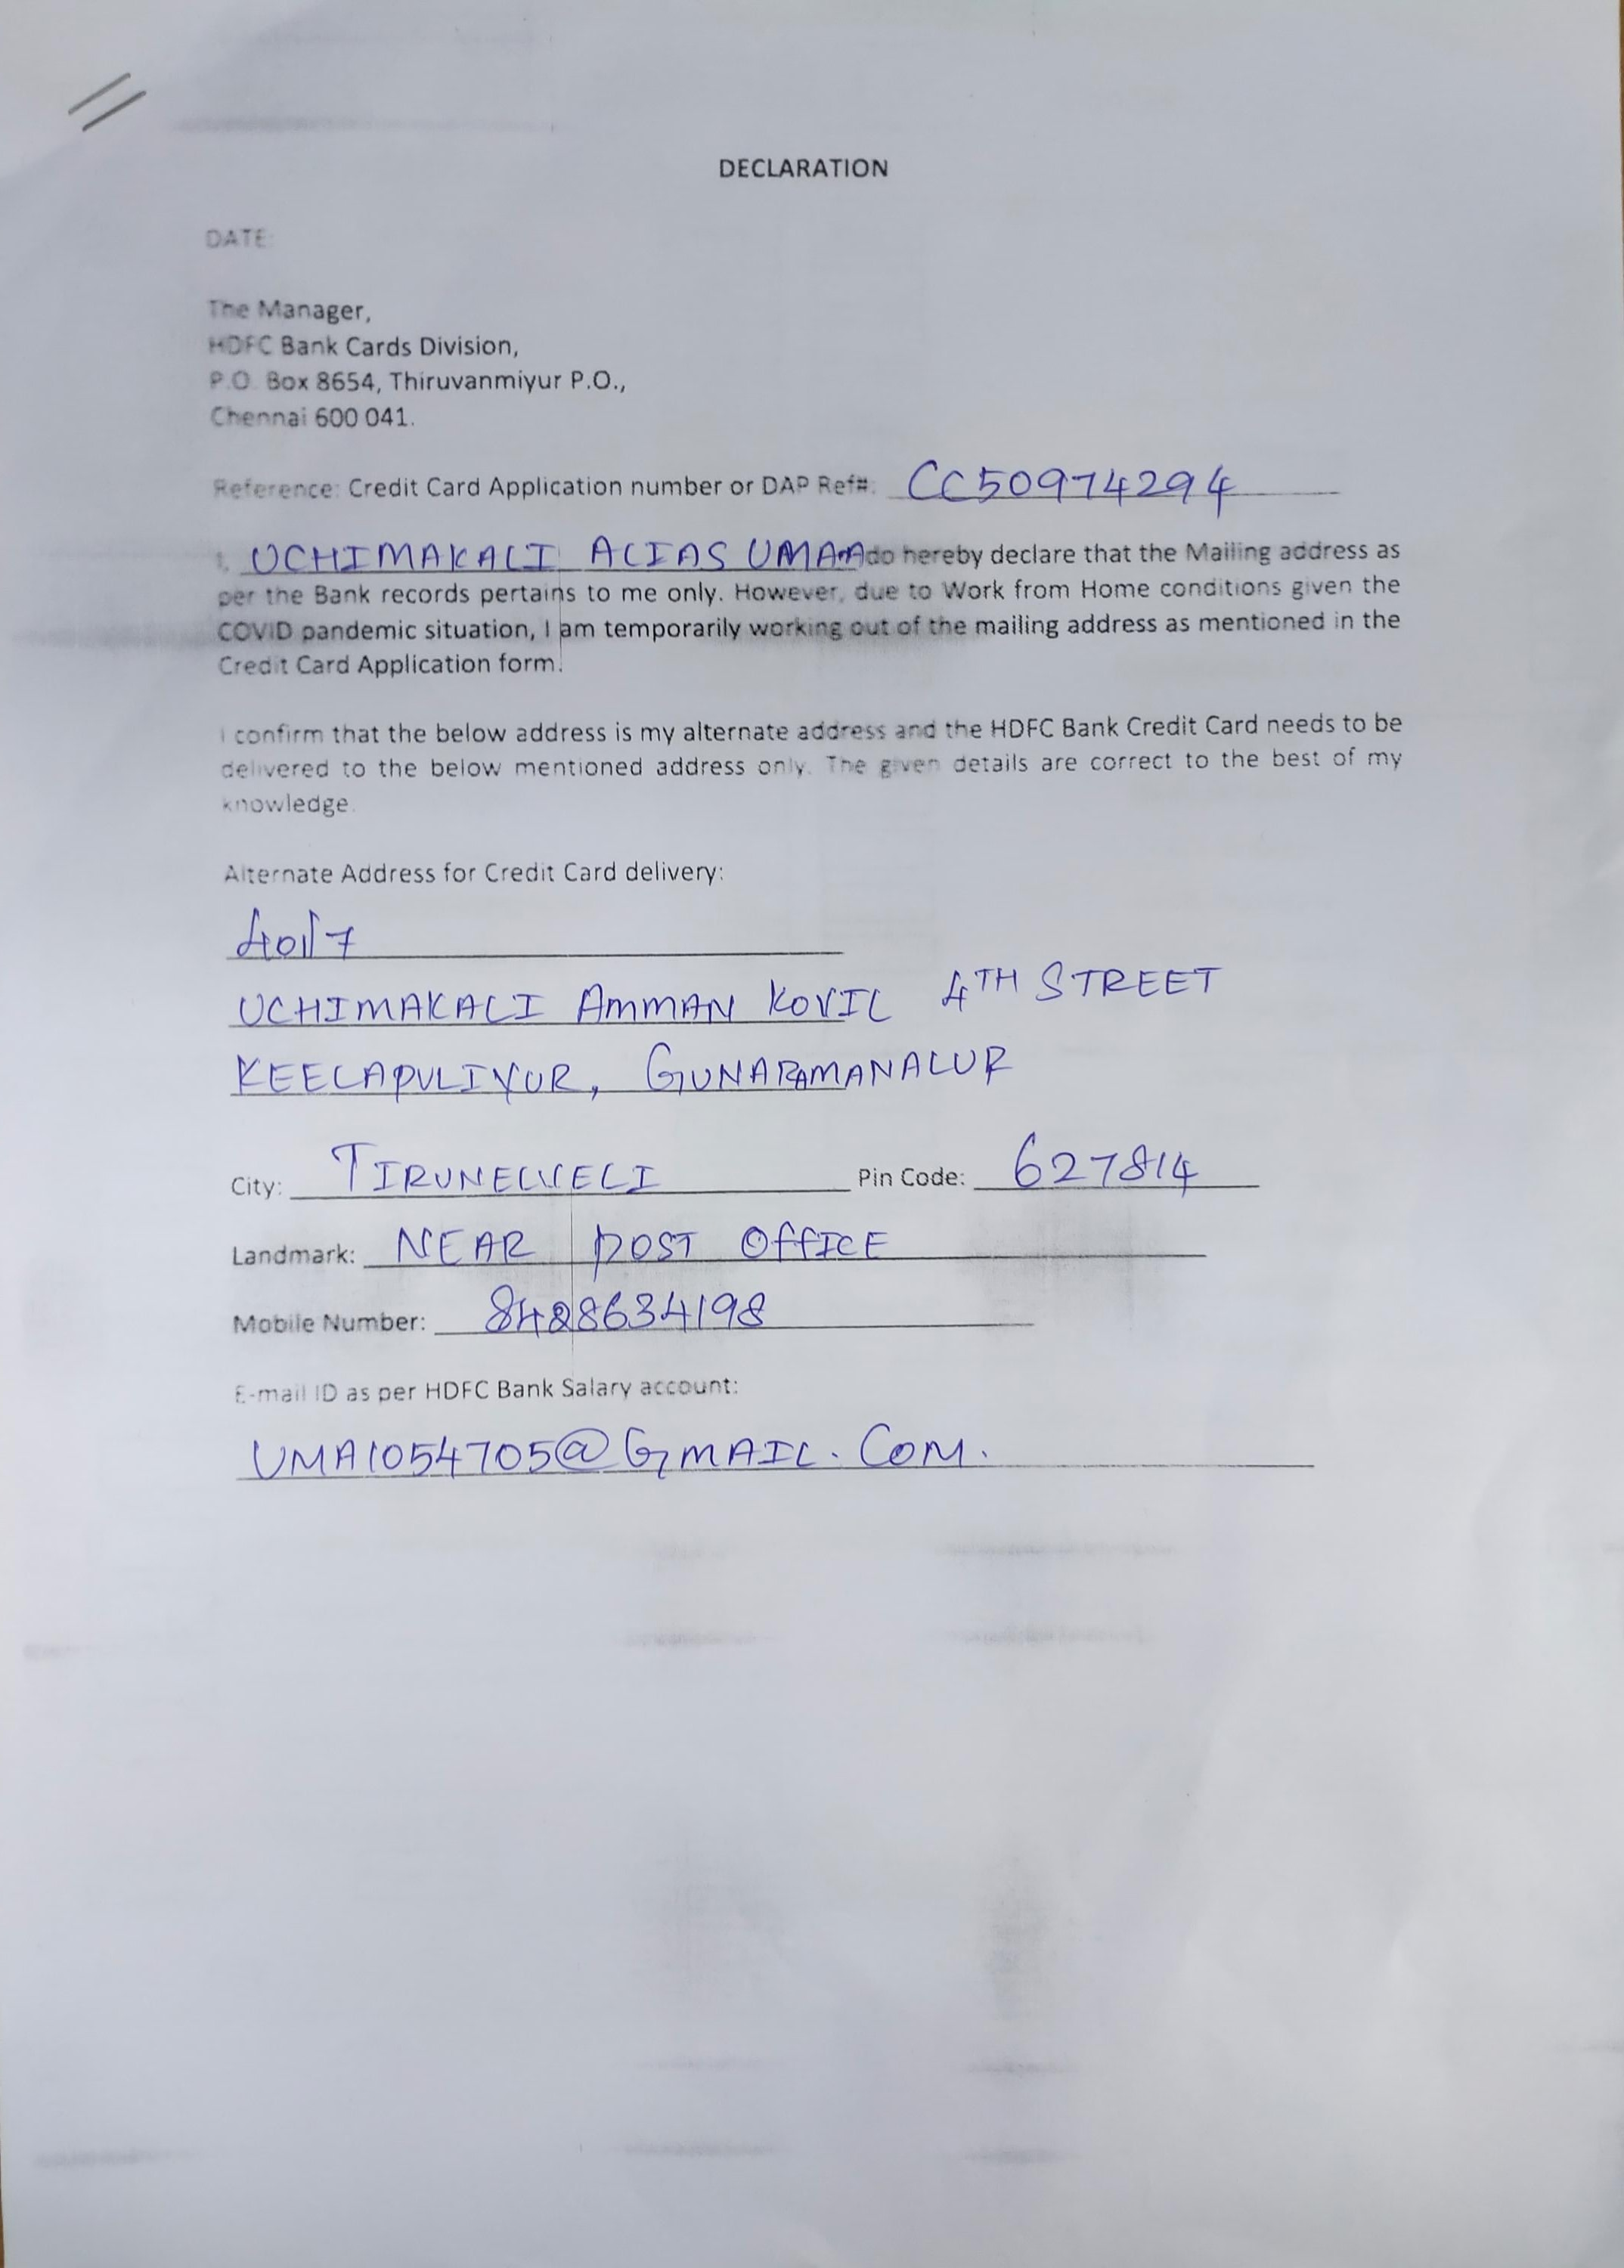 DECLARATION
DATE:
The Manager,
HDFC Bank Cards Division,
P.O. Box 8654, Thiruvanmiyur P.O.,
Chennai 600 041.
Reference: Credit Card Application number or DAP Ref#: CC50974294
I, UCHIMAKALI ALIAS UMA do hereby declare that the Mailing address as
per the Bank records pertains to me only. However, due to Work from Home conditions given the
COVID pandemic situation, I am temporarily working out of the mailing address as mentioned in the
Credit Card Application form.
I confirm that the below address is my alternate address and the HDFC Bank Credit Card needs to be
delivered to the below mentioned address only. The given details are correct to the best of my
knowledge.
Alternate Address for Credit Card delivery:
UCHIMAKALI AMMAN KOVIL 4TH STREET
KEELAPULIYUR, GUNARAMANALUR
City: TIRUNELVELI Pin Code: 627814
Landmark: NEAR POST OFFICE
Mobile Number: 8428634198
E-mail ID as per HDFC Bank Salary account:
UMA1054705@GMAIL.COM.